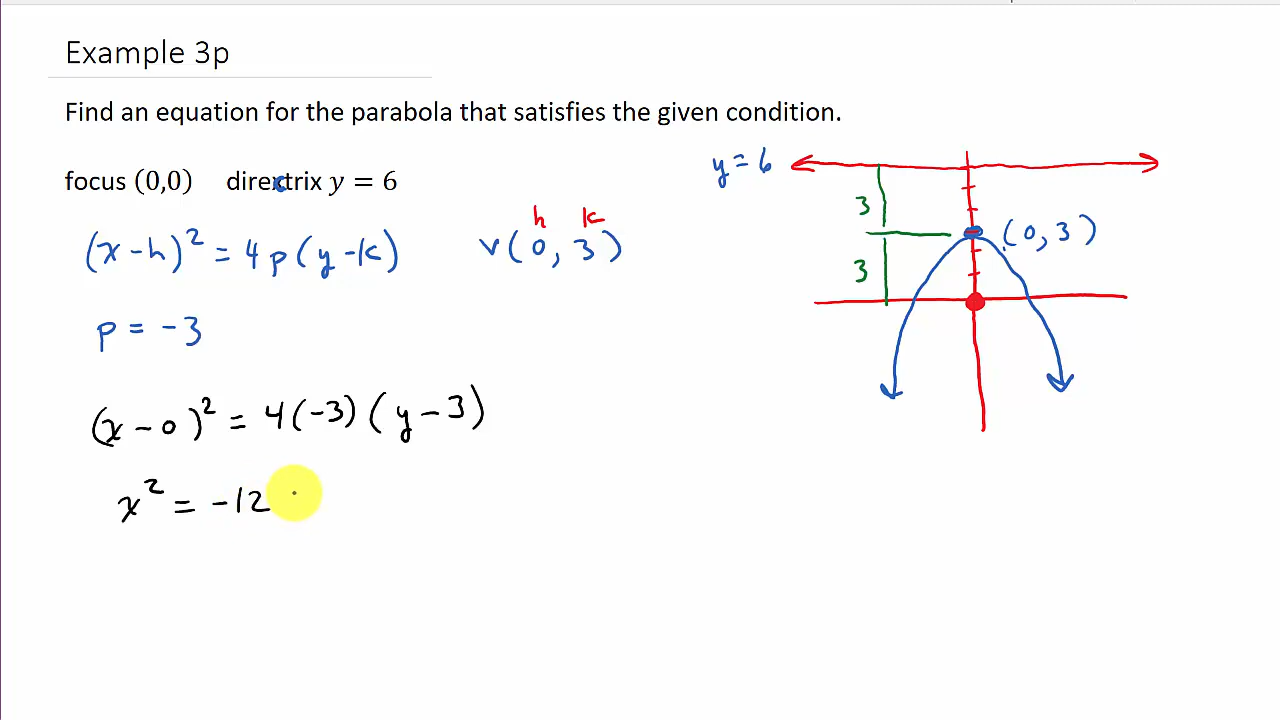 Example 3p
Find an equation for the parabola that satisfies the given condition.
focus (0,0) directrix y = 6
(x - h)² = 4p(y - k)
h k
v(0, 3)
p = -3
(x - 0)² = 4(-3)(y - 3)
x² = -12
y = 6
3
(0, 3)
3